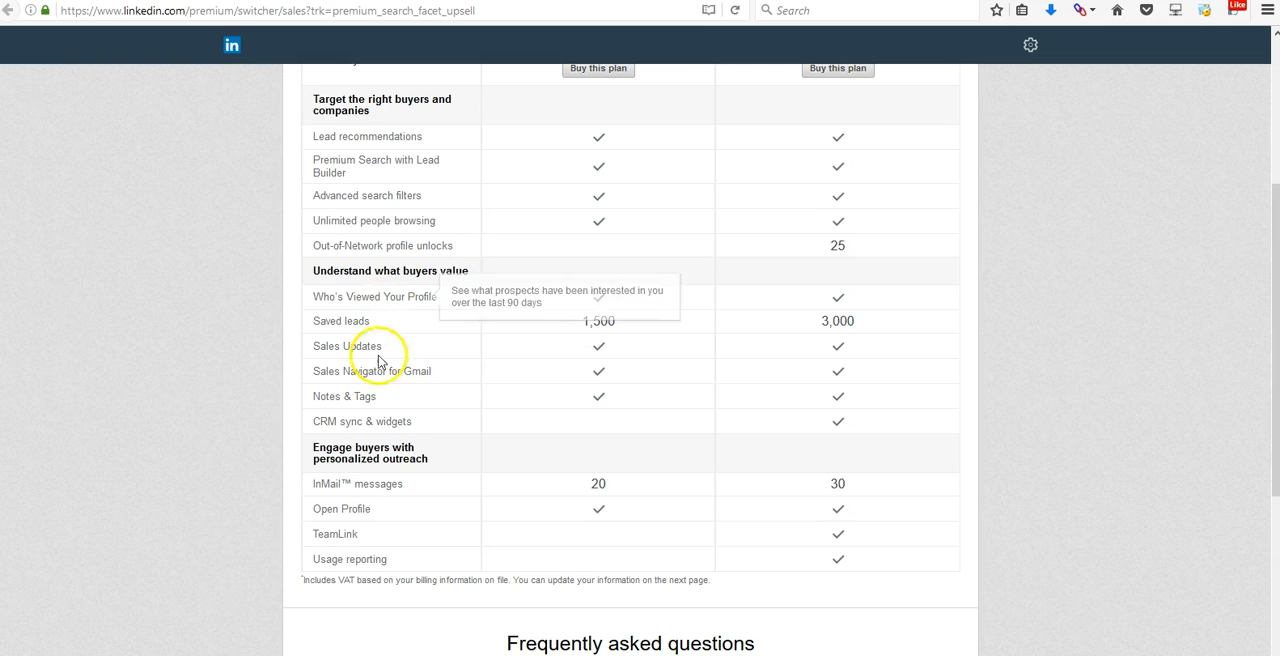 https://www.linkedin.com/premium/switcher/sales?trk=premium_search_facet_upsell
Search
Like
in
Buy this plan Buy this plan
Target the right buyers and
companies
Lead recommendations
Premium Search with Lead
Builder
Advanced search filters
Unlimited people browsing
Out-of-Network profile unlocks 25
Understand what buyers value
See what prospects have been interested in you
over the last 90 days
Who's Viewed Your Profile
Saved leads 1,500 3,000
Sales Updates
Sales Navigator for Gmail
Notes & Tags
CRM sync & widgets
Engage buyers with
personalized outreach
InMail™ messages 20 30
Open Profile
TeamLink
Usage reporting
*Includes VAT based on your billing information on file. You can update your information on the next page.
Frequently asked questions